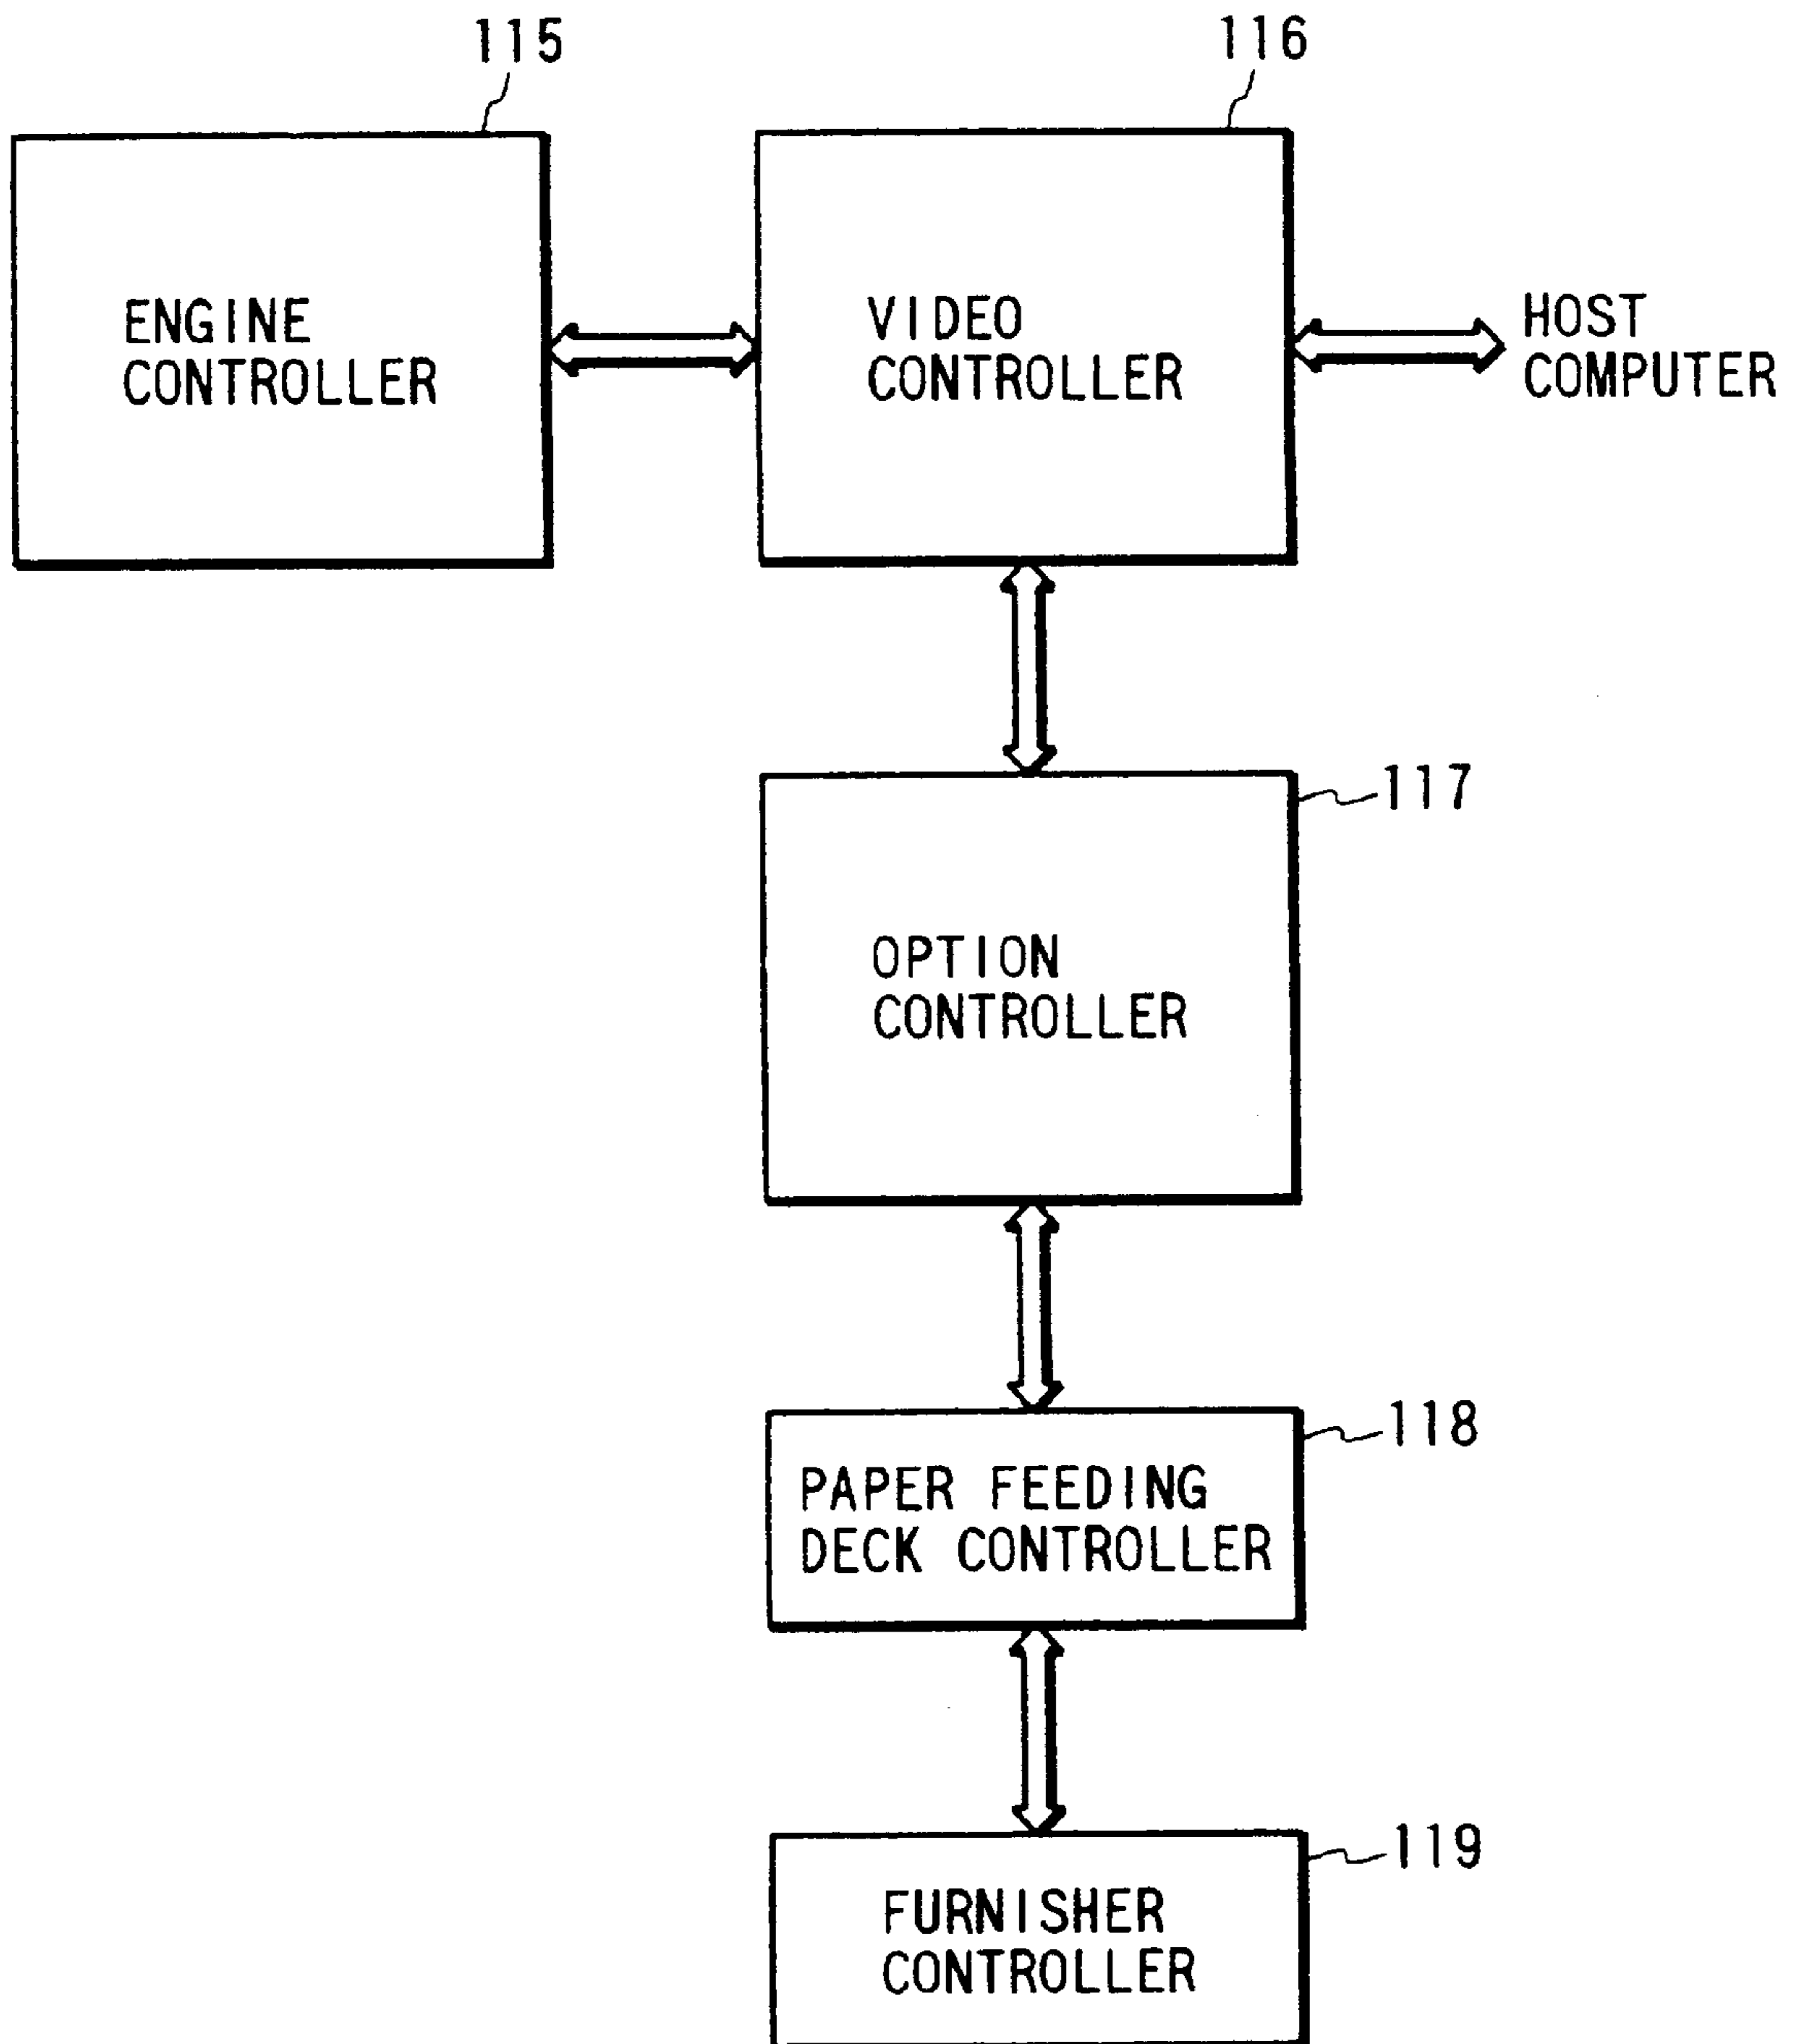 115
116
ENGINE
CONTROLLER
VIDEO
CONTROLLER
HOST
COMPUTER
117
OPTION
CONTROLLER
118
PAPER FEEDING
DECK CONTROLLER
119
FURNISHER
CONTROLLER